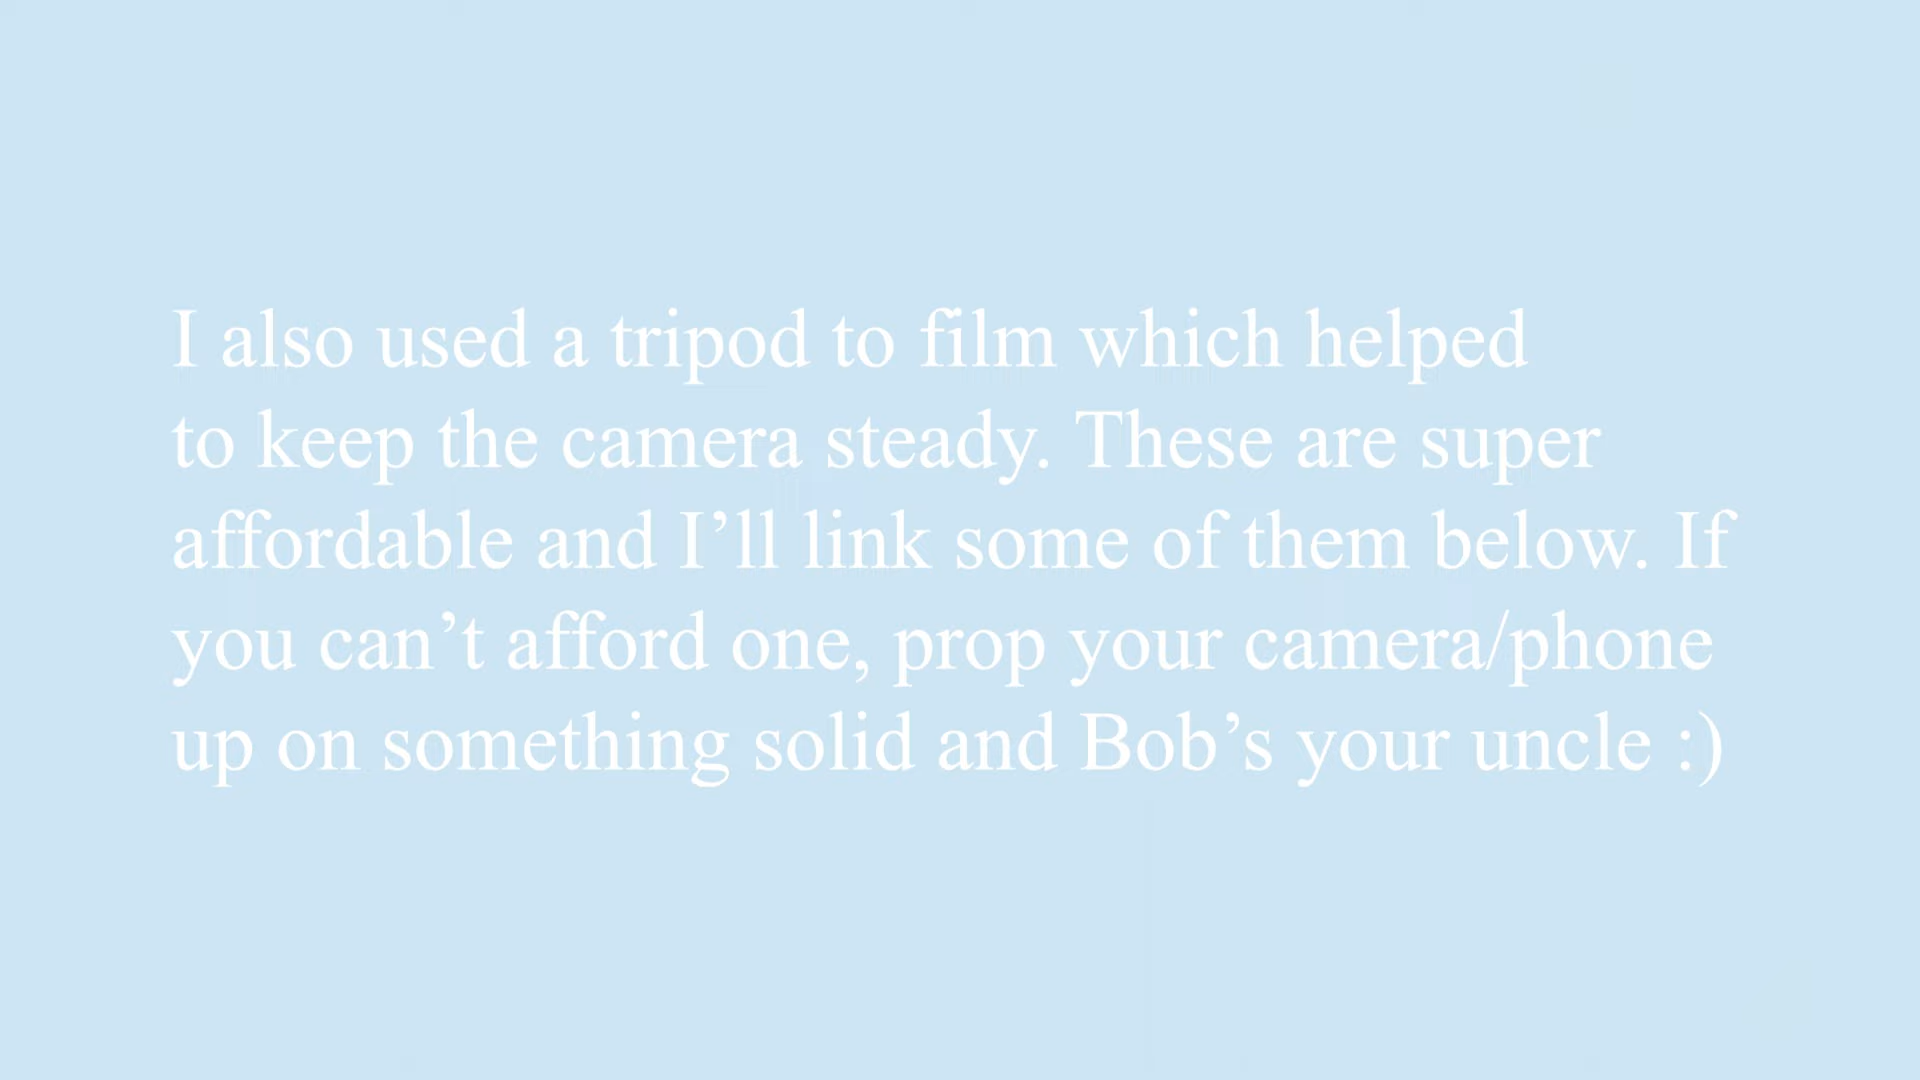 I also used a tripod to film which helped
to keep the camera steady. These are super
affordable and I’ll link some of them below. If
you can’t afford one, prop your camera/phone
up on something solid and Bob’s your uncle :)